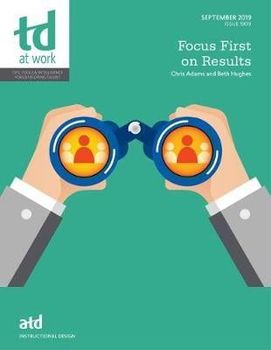 td
at work
TIPS, TOOLS & INTELLIGENCE
FOR DEVELOPING TALENT
SEPTEMBER 2019
ISSUE 1909
Focus First
on Results
Chris Adams and Beth Hughes
atd
INSTRUCTIONAL DESIGN